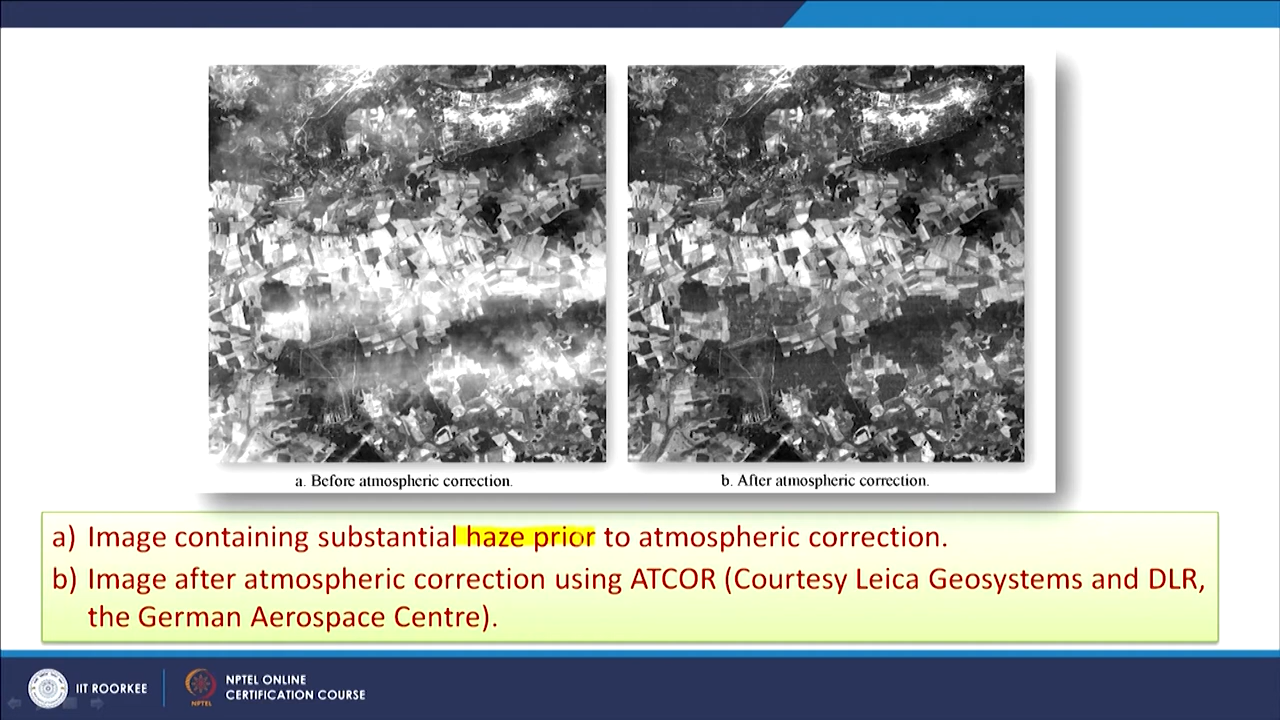 a. Before atmospheric correction.
b. After atmospheric correction.
a) Image containing substantial haze prior to atmospheric correction.
b) Image after atmospheric correction using ATCOR (Courtesy Leica Geosystems and DLR,
the German Aerospace Centre).
IIT ROORKEE
NPTEL
NPTEL ONLINE
CERTIFICATION COURSE